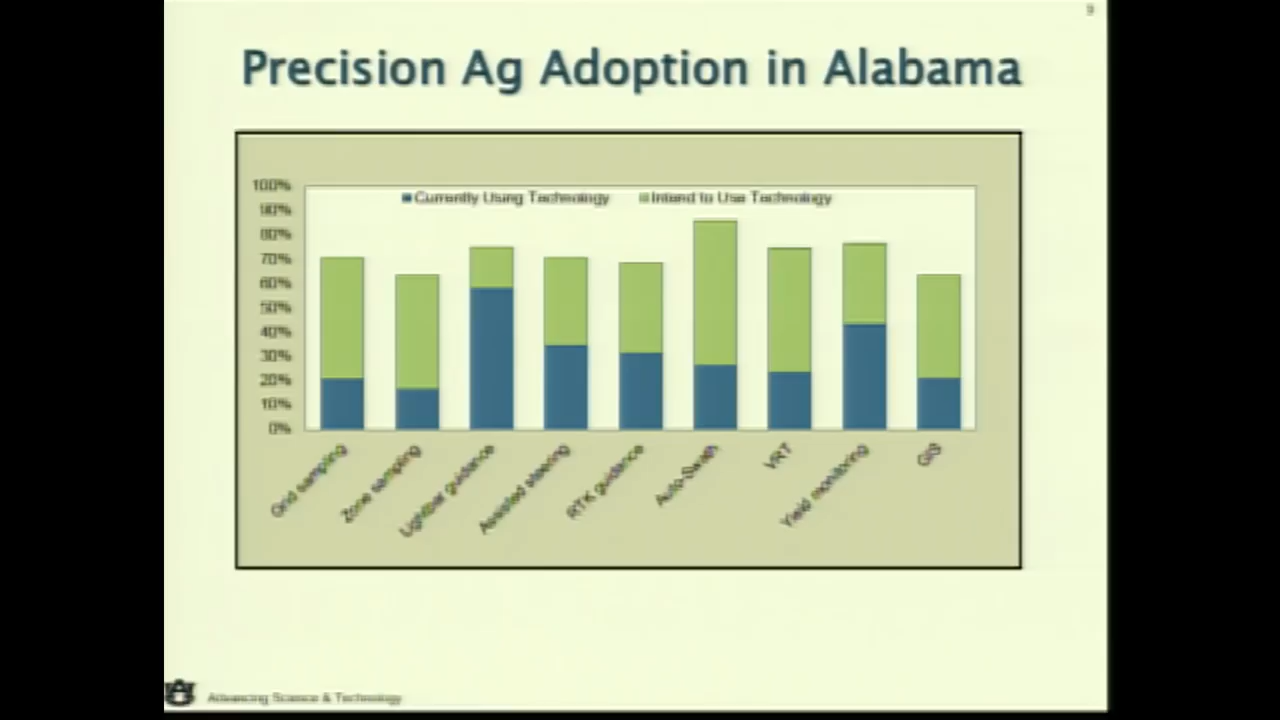 9
Precision Ag Adoption in Alabama
Currently Using Technology Intend to Use Technology
100%
90%
80%
70%
60%
50%
40%
30%
20%
10%
0%
Grid sampling
Zone sampling
Lightbar guidance
Assisted steering
RTK guidance
Auto-Swath
VRT
Yield monitoring
GIS
Advancing Science & Technology